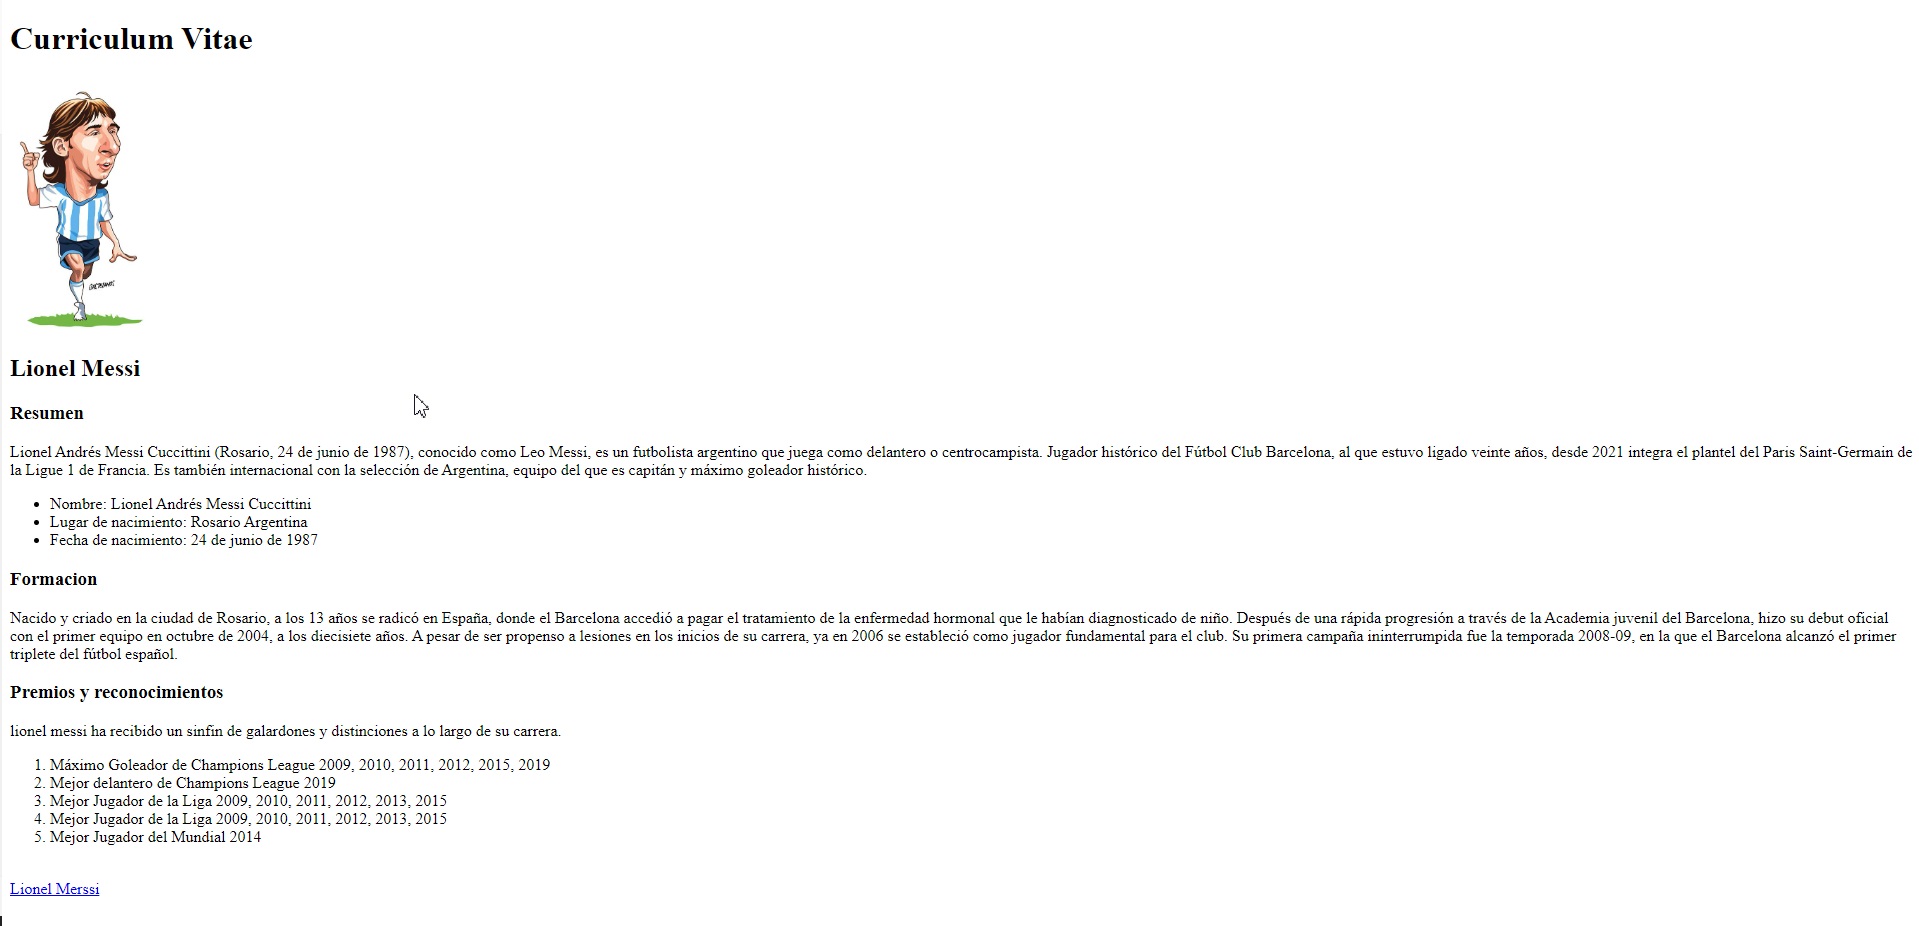 Curriculum Vitae
Lionel Messi
Resumen
Lionel Andrés Messi Cuccittini (Rosario, 24 de junio de 1987), conocido como Leo Messi, es un futbolista argentino que juega como delantero o centrocampista. Jugador histórico del Fútbol Club Barcelona, al que estuvo ligado veinte años, desde 2021 integra el plantel del Paris Saint-Germain de
la Ligue 1 de Francia. Es también internacional con la selección de Argentina, equipo del que es capitán y máximo goleador histórico.
• Nombre: Lionel Andrés Messi Cuccittini
• Lugar de nacimiento: Rosario Argentina
• Fecha de nacimiento: 24 de junio de 1987
Formacion
Nacido y criado en la ciudad de Rosario, a los 13 años se radicó en España, donde el Barcelona accedió a pagar el tratamiento de la enfermedad hormonal que le habían diagnosticado de niño. Después de una rápida progresión a través de la Academia juvenil del Barcelona, hizo su debut oficial
con el primer equipo en octubre de 2004, a los diecisiete años. A pesar de ser propenso a lesiones en los inicios de su carrera, ya en 2006 se estableció como jugador fundamental para el club. Su primera campaña ininterrumpida fue la temporada 2008-09, en la que el Barcelona alcanzó el primer
triplete del fútbol español.
Premios y reconocimientos
lionel messi ha recibido un sinfin de galardones y distinciones a lo largo de su carrera.
1. Máximo Goleador de Champions League 2009, 2010, 2011, 2012, 2015, 2019
2. Mejor delantero de Champions League 2019
3. Mejor Jugador de la Liga 2009, 2010, 2011, 2012, 2013, 2015
4. Mejor Jugador de la Liga 2009, 2010, 2011, 2012, 2013, 2015
5. Mejor Jugador del Mundial 2014
Lionel Merssi